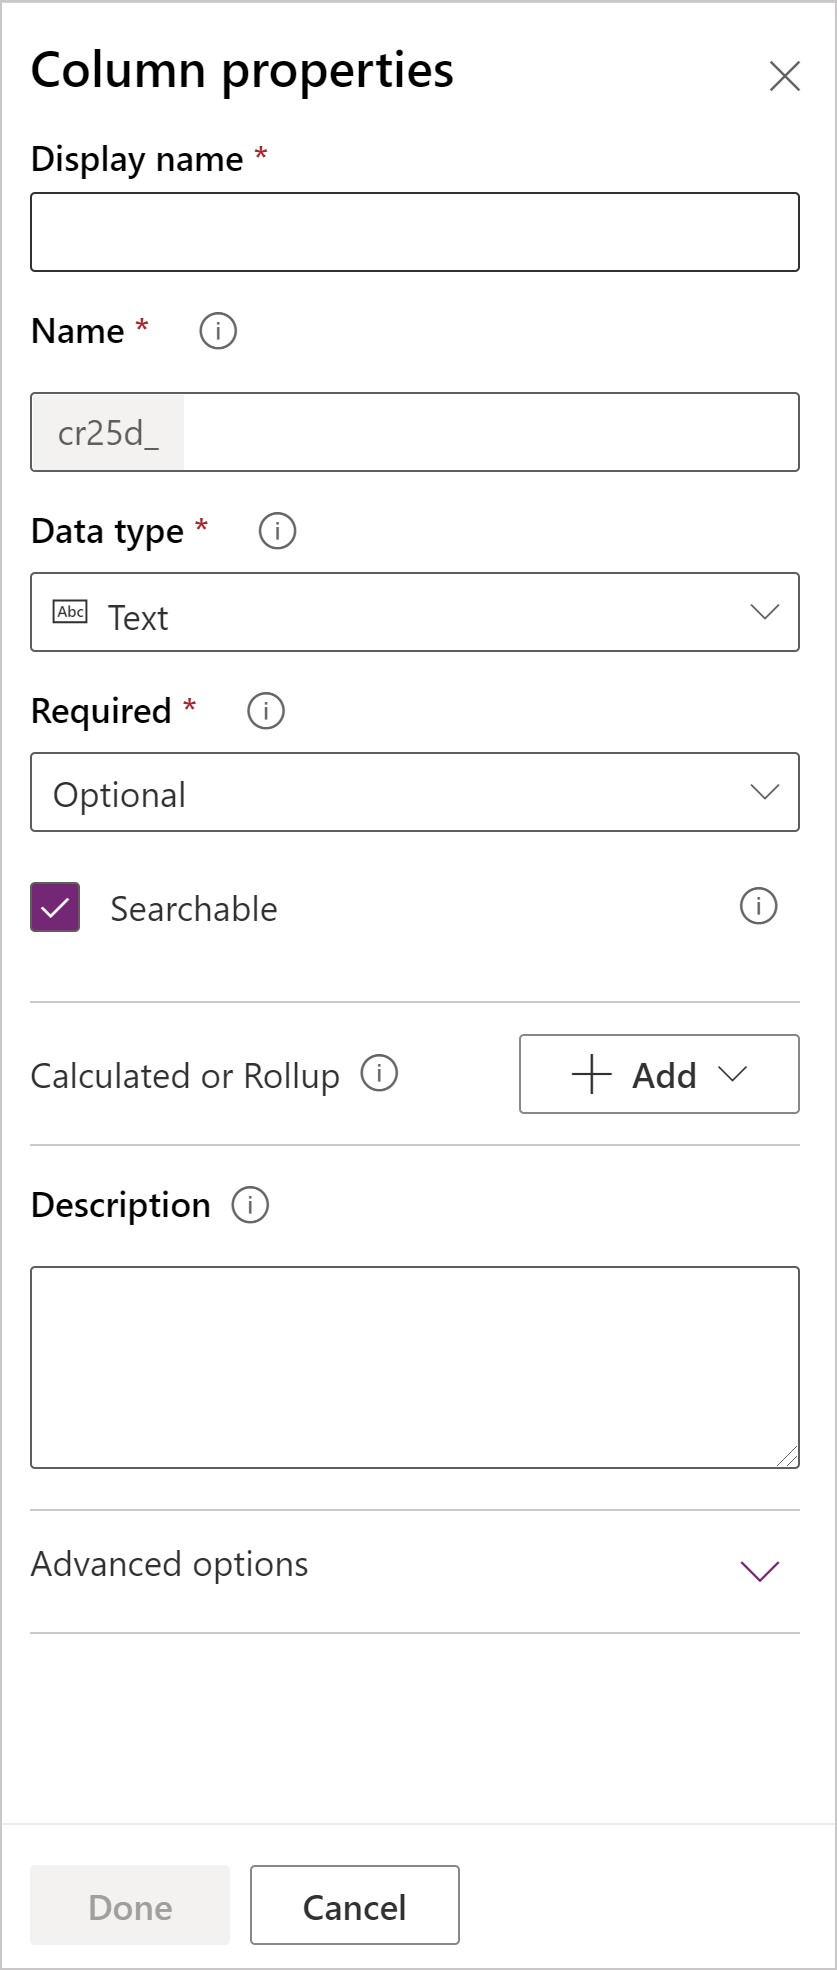 Column properties
Display name *
Name *
cr25d_
Data type *
Abc Text
Required *
Optional
Searchable
Calculated or Rollup
Add
Description
Advanced options
Done Cancel